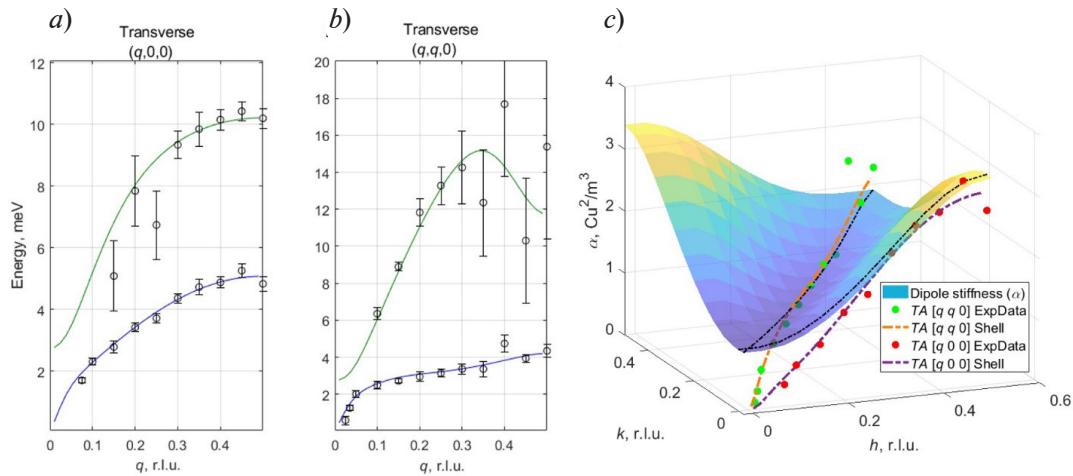 a)
Transverse
(q,0,0)
Energy, meV
12
10
8
6
4
2
0 0.1 0.2 0.3 0.4
q, r.l.u.
b)
Transverse
(q,q,0)
20
18
16
14
12
10
8
6
4
2
0 0.1 0.2 0.3 0.4
q, r.l.u.
c)
α, Cu²/m³
4
3
2
1
0
0.4
0.2
0
k, r.l.u.
0
0.2
0.4
0.6
h, r.l.u.
Dipole stiffness (α)
TA [q q 0] ExpData
TA [q q 0] Shell
TA [q 0 0] ExpData
TA [q 0 0] Shell